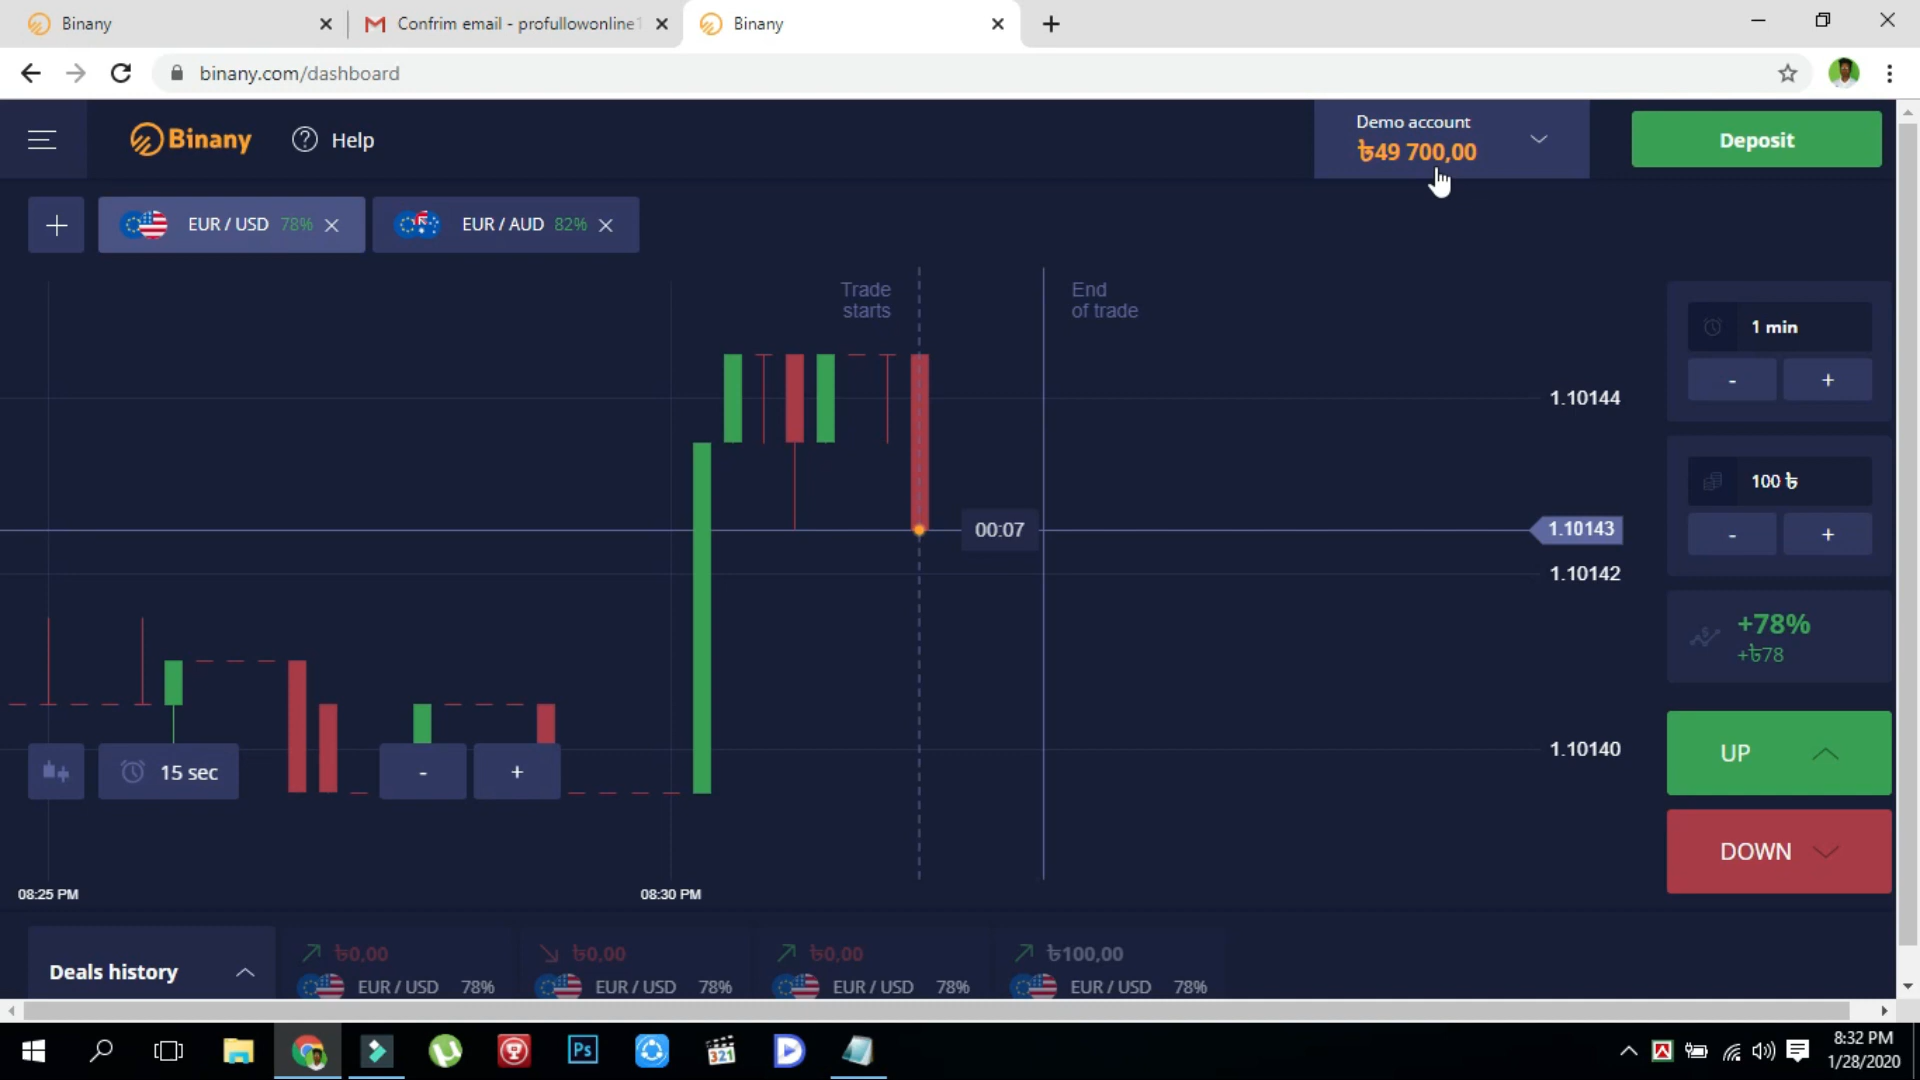 Binany
Confrim email - profullowonline1
Binany
binany.com/dashboard
Binany
Help
Demo account
৳49 700,00
Deposit
EUR / USD 78%
EUR / AUD 82%
Trade
starts
End
of trade
1 min
- +
1.10144
100 ৳
- +
00:07
1.10143
1.10142
+78%
+৳78
1.10140
UP
15 sec
- +
DOWN
08:25 PM
08:30 PM
Deals history
৳0,00
EUR / USD 78%
৳0,00
EUR / USD 78%
৳0,00
EUR / USD 78%
৳100,00
EUR / USD 78%
Ps
321
8:32 PM
1/28/2020